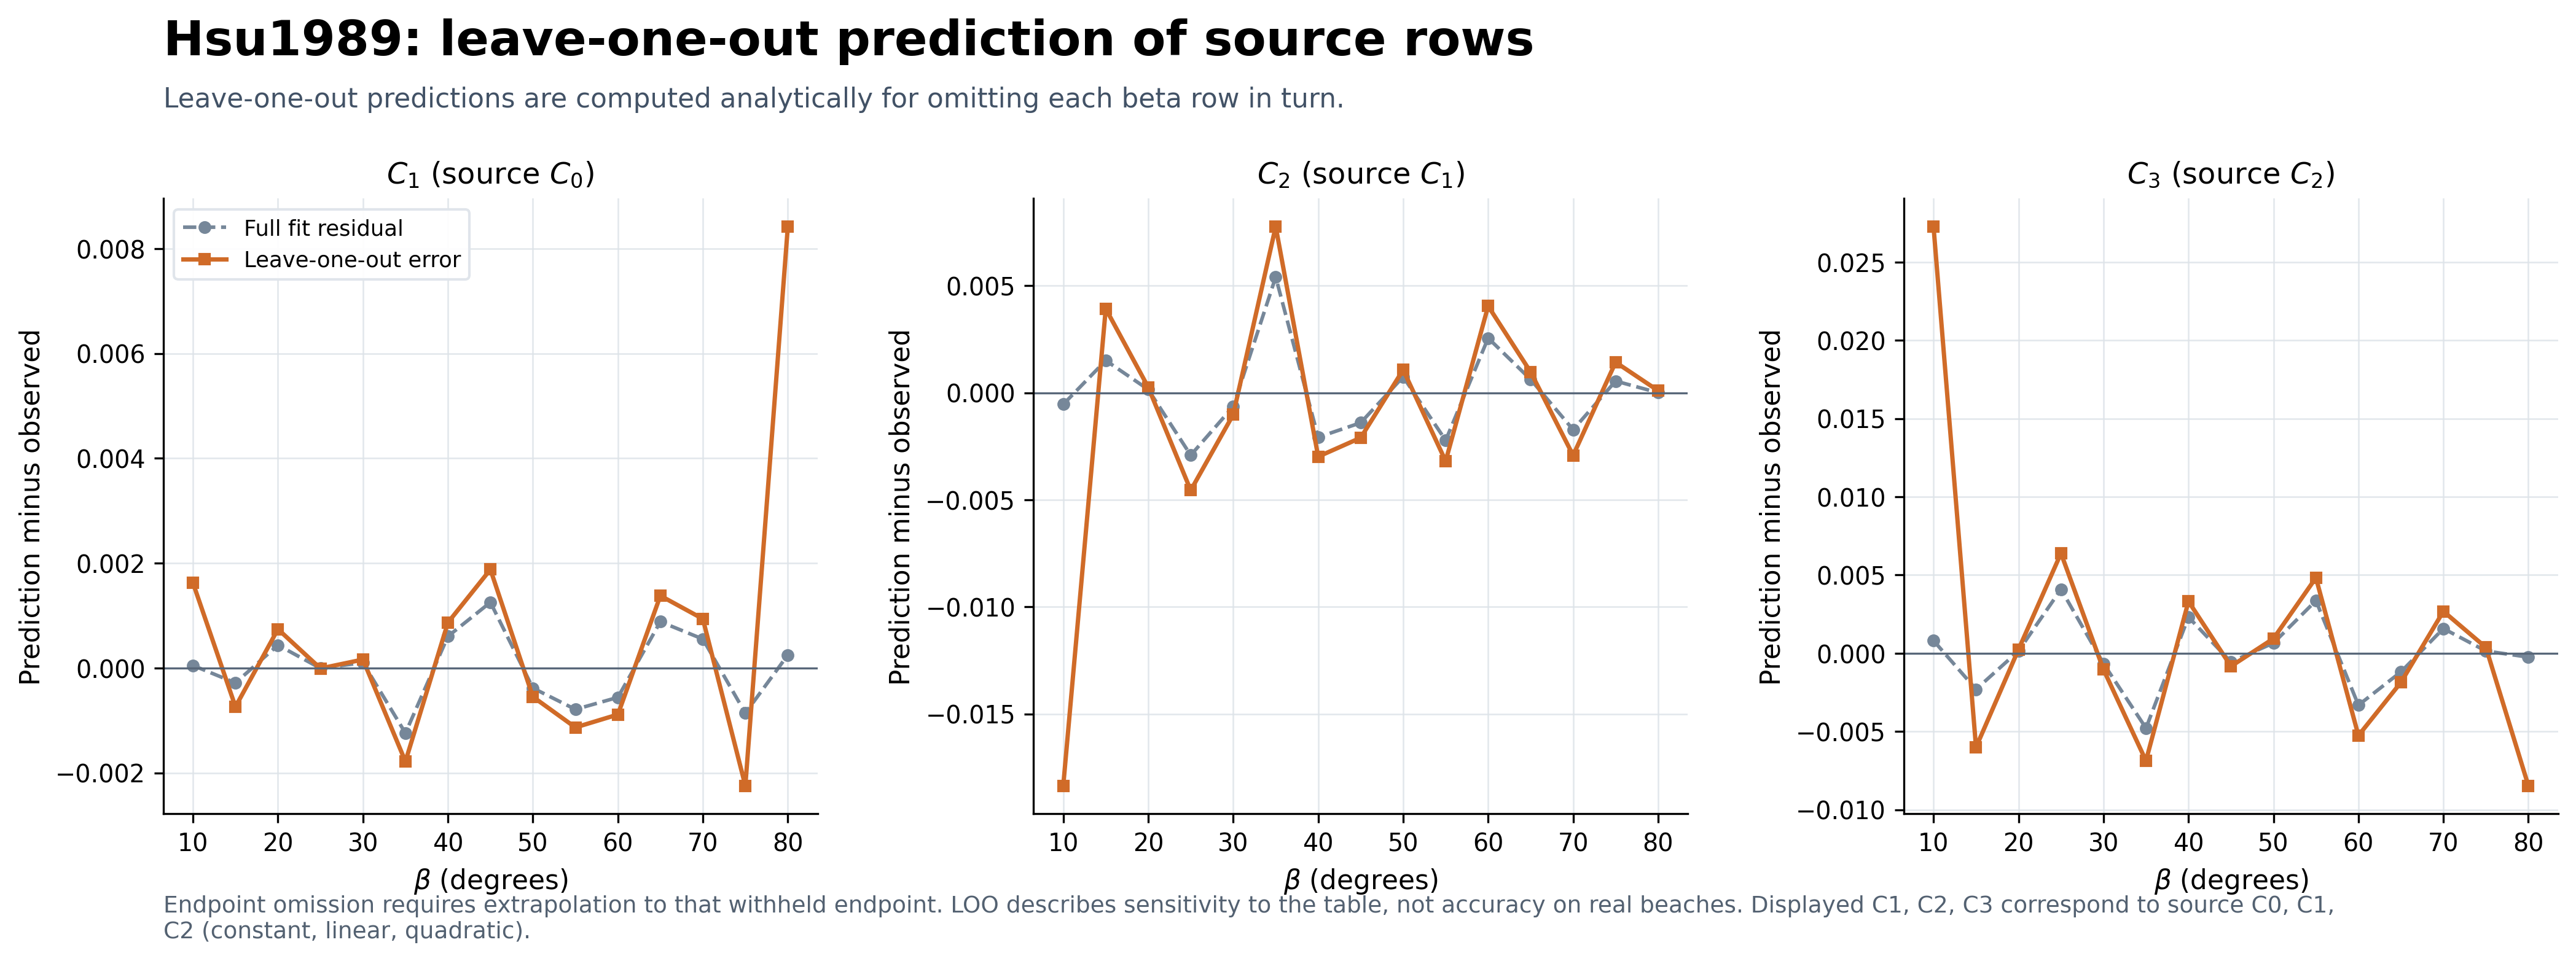 Hsu1989: leave-one-out prediction of source rows
Leave-one-out predictions are computed analytically for omitting each beta row in turn.
C1 (source C0)
Full fit residual
Leave-one-out error
Prediction minus observed
0.008
0.006
0.004
0.002
0.000
−0.002
10 20 30 40 50 60 70 80
β (degrees)
C2 (source C1)
Prediction minus observed
0.005
0.000
−0.005
−0.010
−0.015
10 20 30 40 50 60 70 80
β (degrees)
C3 (source C2)
Prediction minus observed
0.025
0.020
0.015
0.010
0.005
0.000
−0.005
−0.010
10 20 30 40 50 60 70 80
β (degrees)
Endpoint omission requires extrapolation to that withheld endpoint. LOO describes sensitivity to the table, not accuracy on real beaches. Displayed C1, C2, C3 correspond to source C0, C1,
C2 (constant, linear, quadratic).